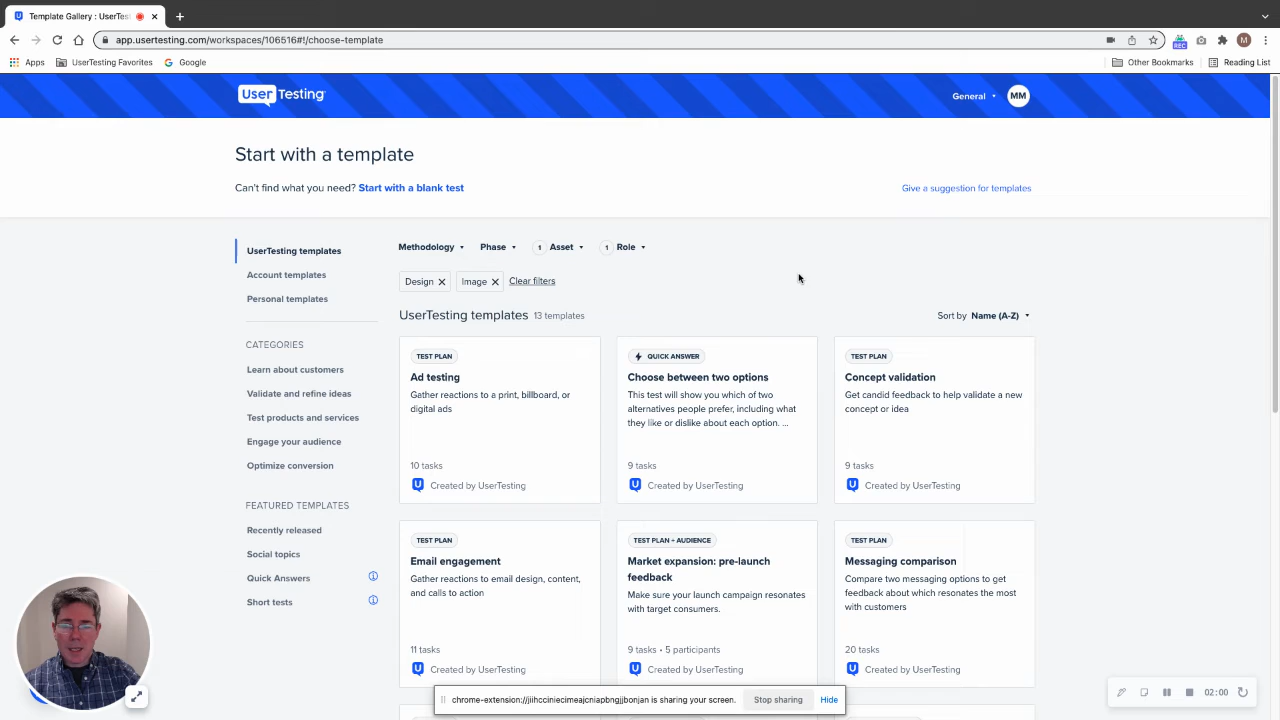 Template Gallery : UserTest
app.usertesting.com/workspaces/106516#!/choose-template
REC
M
Apps
UserTesting Favorites
Google
Other Bookmarks
Reading List
UserTesting
General
MM
Start with a template
Can't find what you need? Start with a blank test
Give a suggestion for templates
UserTesting templates
Account templates
Personal templates
CATEGORIES
Learn about customers
Validate and refine ideas
Test products and services
Engage your audience
Optimize conversion
FEATURED TEMPLATES
Recently released
Social topics
Quick Answers
Short tests
Methodology
Phase
1 Asset
1 Role
Design
Image
Clear filters
UserTesting templates 13 templates
Sort by Name (A-Z)
TEST PLAN
Ad testing
Gather reactions to a print, billboard, or
digital ads
10 tasks
Created by UserTesting
QUICK ANSWER
Choose between two options
This test will show you which of two
alternatives people prefer, including what
they like or dislike about each option. ...
9 tasks
Created by UserTesting
TEST PLAN
Concept validation
Get candid feedback to help validate a new
concept or idea
9 tasks
Created by UserTesting
TEST PLAN
Email engagement
Gather reactions to email design, content,
and calls to action
11 tasks
Created by UserTesting
TEST PLAN + AUDIENCE
Market expansion: pre-launch
feedback
Make sure your launch campaign resonates
with target consumers.
9 tasks • 5 participants
Created by UserTesting
TEST PLAN
Messaging comparison
Compare two messaging options to get
feedback about which resonates the most
with customers
20 tasks
Created by UserTesting
chrome-extension://jiihcciniecimeajcniapbngjjbonjan is sharing your screen.
Stop sharing
Hide
02:00